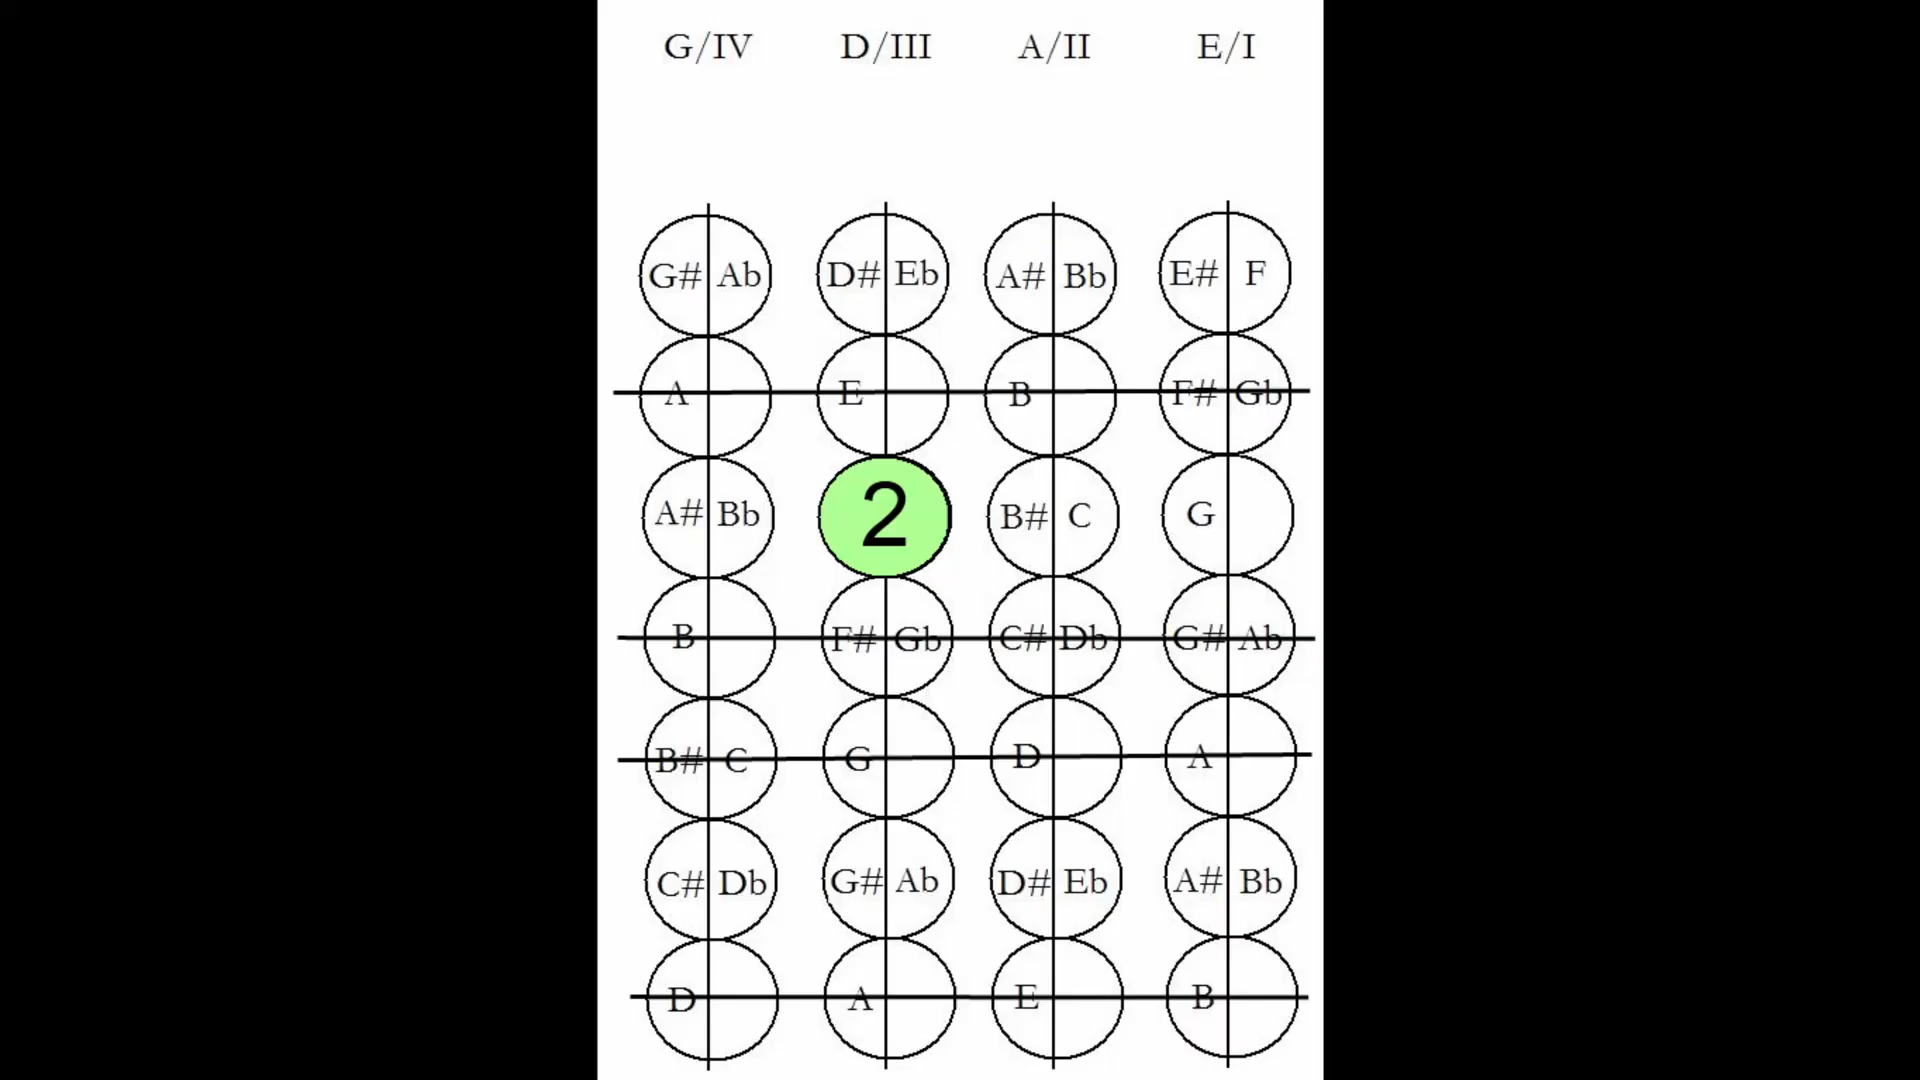 G/IV D/III A/II E/I
G# Ab D# Eb A# Bb E# F
A E B F# Gb
A# Bb 2 B# C G
B F# Gb C# Db G# Ab
B# C G D A
C# Db G# Ab D# Eb A# Bb
D A E B